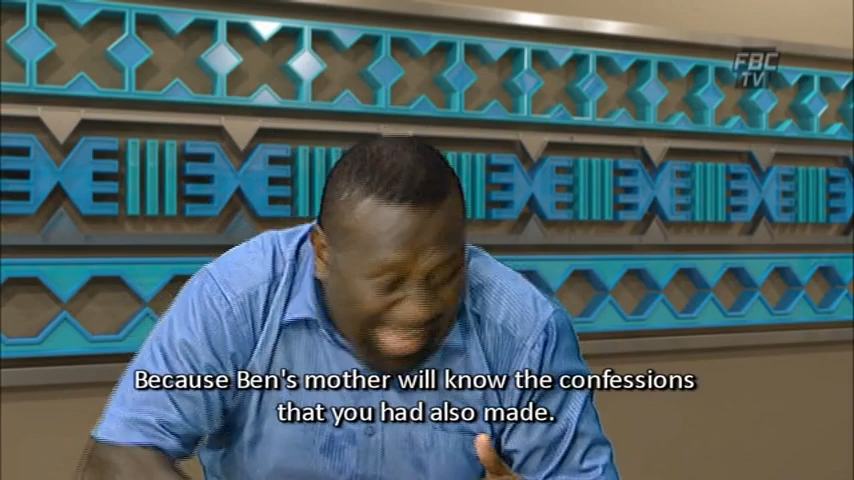 FBC
TV
Because Ben's mother will know the confessions
that you had also made.